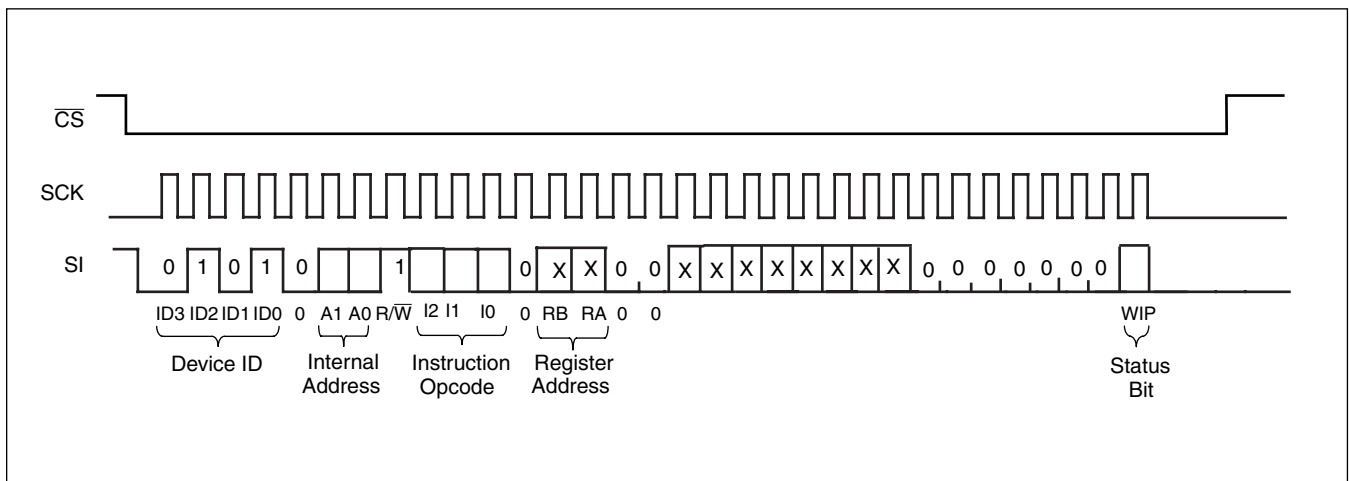 CS
SCK
SI
0 1 0 1 0 1 0 X X 0 0 X X X X X X X X 0 0 0 0 0 0 0
ID3 ID2 ID1 ID0 0 A1 A0 R/W I2 I1 I0 0 RB RA 0 0 WIP
Device ID
Internal
Address
Instruction
Opcode
Register
Address
Status
Bit